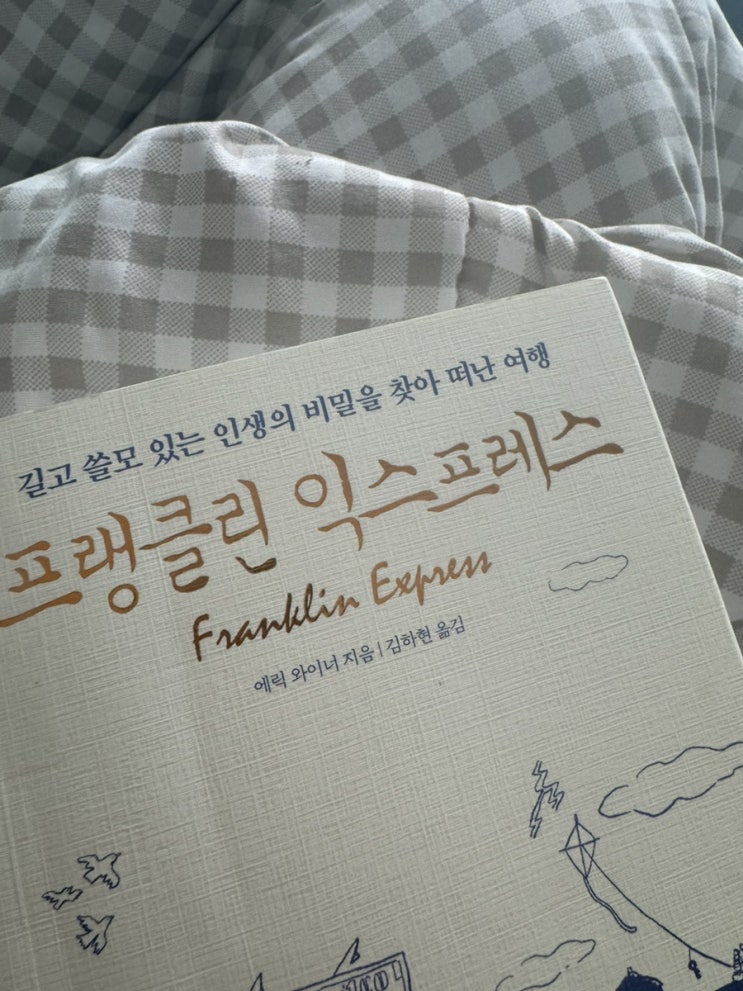 길고 쓸모 있는 인생의 비밀을 찾아 떠난 여행
프랭클린 익스프레스
Franklin Express
에릭 와이너 지음 | 김하현 옮김